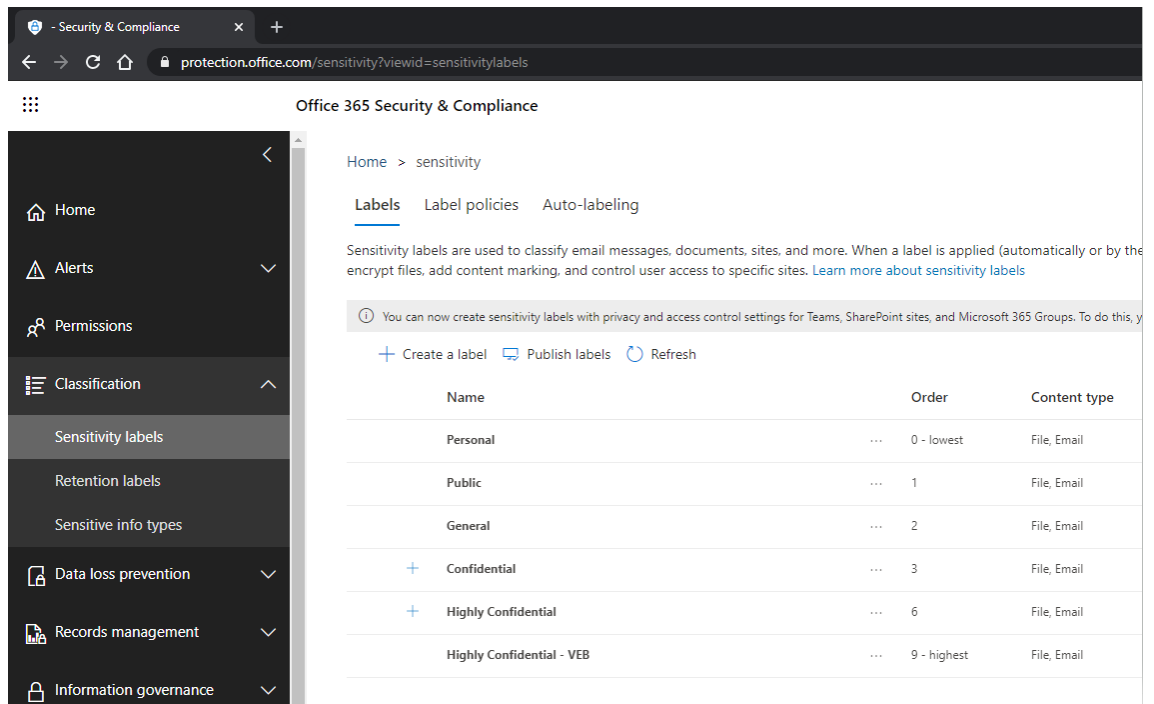 - Security & Compliance
protection.office.com/sensitivity?viewid=sensitivitylabels
Office 365 Security & Compliance
Home
Alerts
Permissions
Classification
Sensitivity labels
Retention labels
Sensitive info types
Data loss prevention
Records management
Information governance
Home > sensitivity
Labels Label policies Auto-labeling
Sensitivity labels are used to classify email messages, documents, sites, and more. When a label is applied (automatically or by the
encrypt files, add content marking, and control user access to specific sites. Learn more about sensitivity labels
You can now create sensitivity labels with privacy and access control settings for Teams, SharePoint sites, and Microsoft 365 Groups. To do this, y
+ Create a label Publish labels Refresh
Name Order Content type
Personal ... 0 - lowest File, Email
Public ... 1 File, Email
General ... 2 File, Email
+ Confidential ... 3 File, Email
+ Highly Confidential ... 6 File, Email
Highly Confidential - VEB ... 9 - highest File, Email